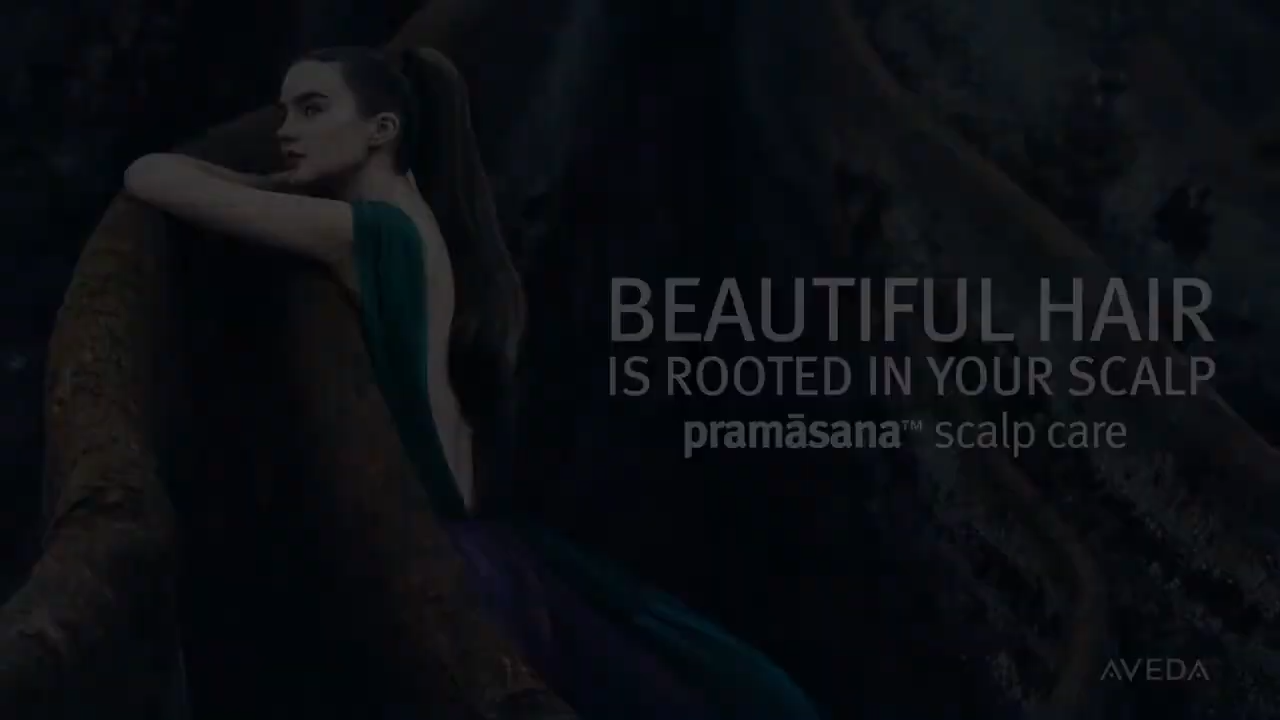 BEAUTIFUL HAIR
IS ROOTED IN YOUR SCALP
pramāsana™ scalp care
AVEDA